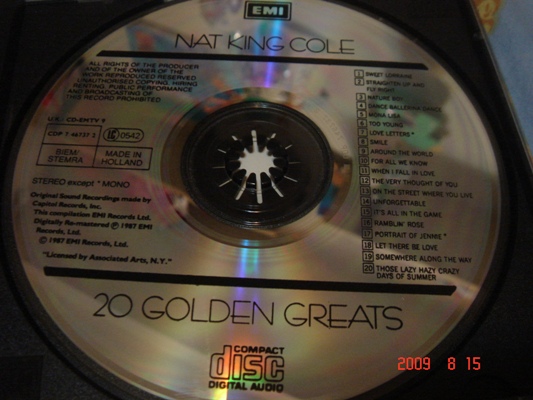 EMI
NAT KING COLE
ALL RIGHTS OF THE PRODUCER
AND OF THE OWNER OF THE
WORK REPRODUCED RESERVED
UNAUTHORISED COPYING, HIRING
RENTING, PUBLIC PERFORMANCE
AND BROADCASTING OF
THIS RECORD PROHIBITED
U.K.: CD-EMTV 9
CDP 7 46737 2
LC 0542
BIEM/
STEMRA
MADE IN
HOLLAND
STEREO except * MONO
Original Sound Recordings made by
Capitol Records, Inc.
This compilation EMI Records Ltd.
Digitally Re-mastered ℗ 1987 EMI
Records Ltd.
© 1987 EMI Records Ltd.
"Licensed by Associated Arts, N.Y."
1 SWEET LORRAINE
2 STRAIGHTEN UP AND
FLY RIGHT
3 NATURE BOY
4 DANCE BALLERINA DANCE
5 MONA LISA
6 TOO YOUNG
7 LOVE LETTERS
8 SMILE
9 AROUND THE WORLD
10 FOR ALL WE KNOW
11 WHEN I FALL IN LOVE
12 THE VERY THOUGHT OF YOU
13 ON THE STREET WHERE YOU LIVE
14 UNFORGETTABLE
15 IT'S ALL IN THE GAME
16 RAMBLIN' ROSE
17 PORTRAIT OF JENNIE*
18 LET THERE BE LOVE
19 SOMEWHERE ALONG THE WAY
20 THOSE LAZY HAZY CRAZY
DAYS OF SUMMER
20 GOLDEN GREATS
COMPACT
disc
DIGITAL AUDIO
2009 8 15